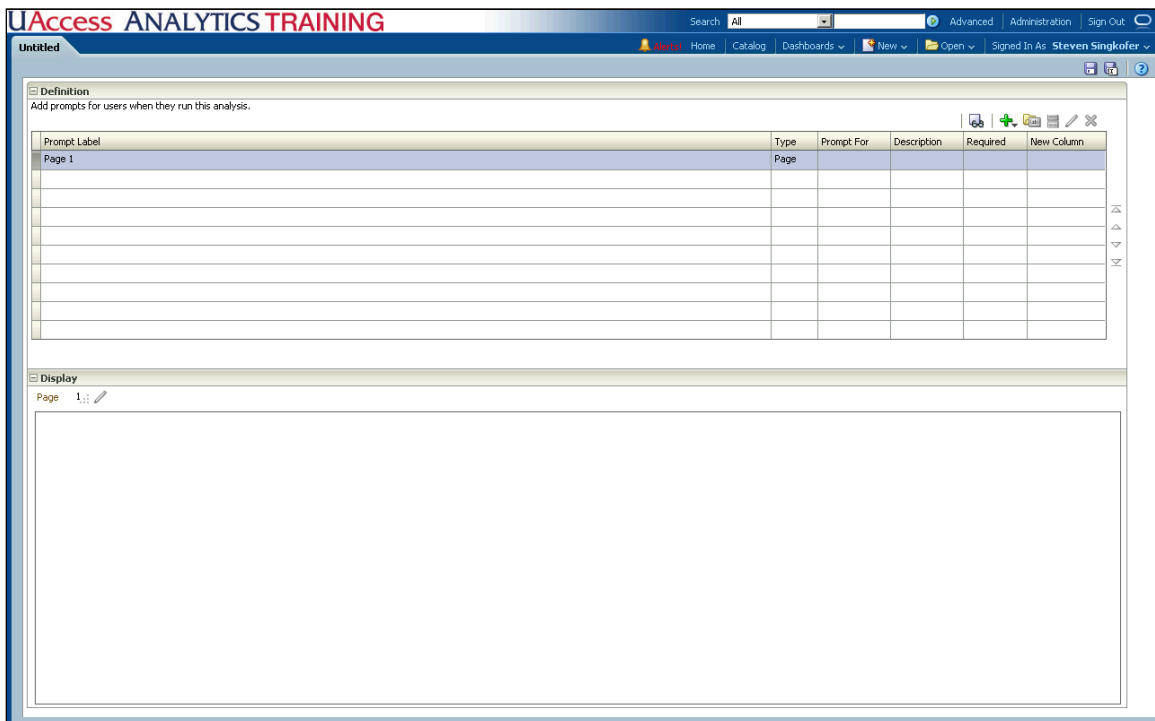 UACCESS ANALYTICS TRAINING
Search All Advanced Administration Sign Out
Untitled
Alerts! Home Catalog Dashboards New Open Signed In As Steven Singkofer
Definition
Add prompts for users when they run this analysis.
Prompt Label Type Prompt For Description Required New Column
Page 1 Page
Display
Page 1